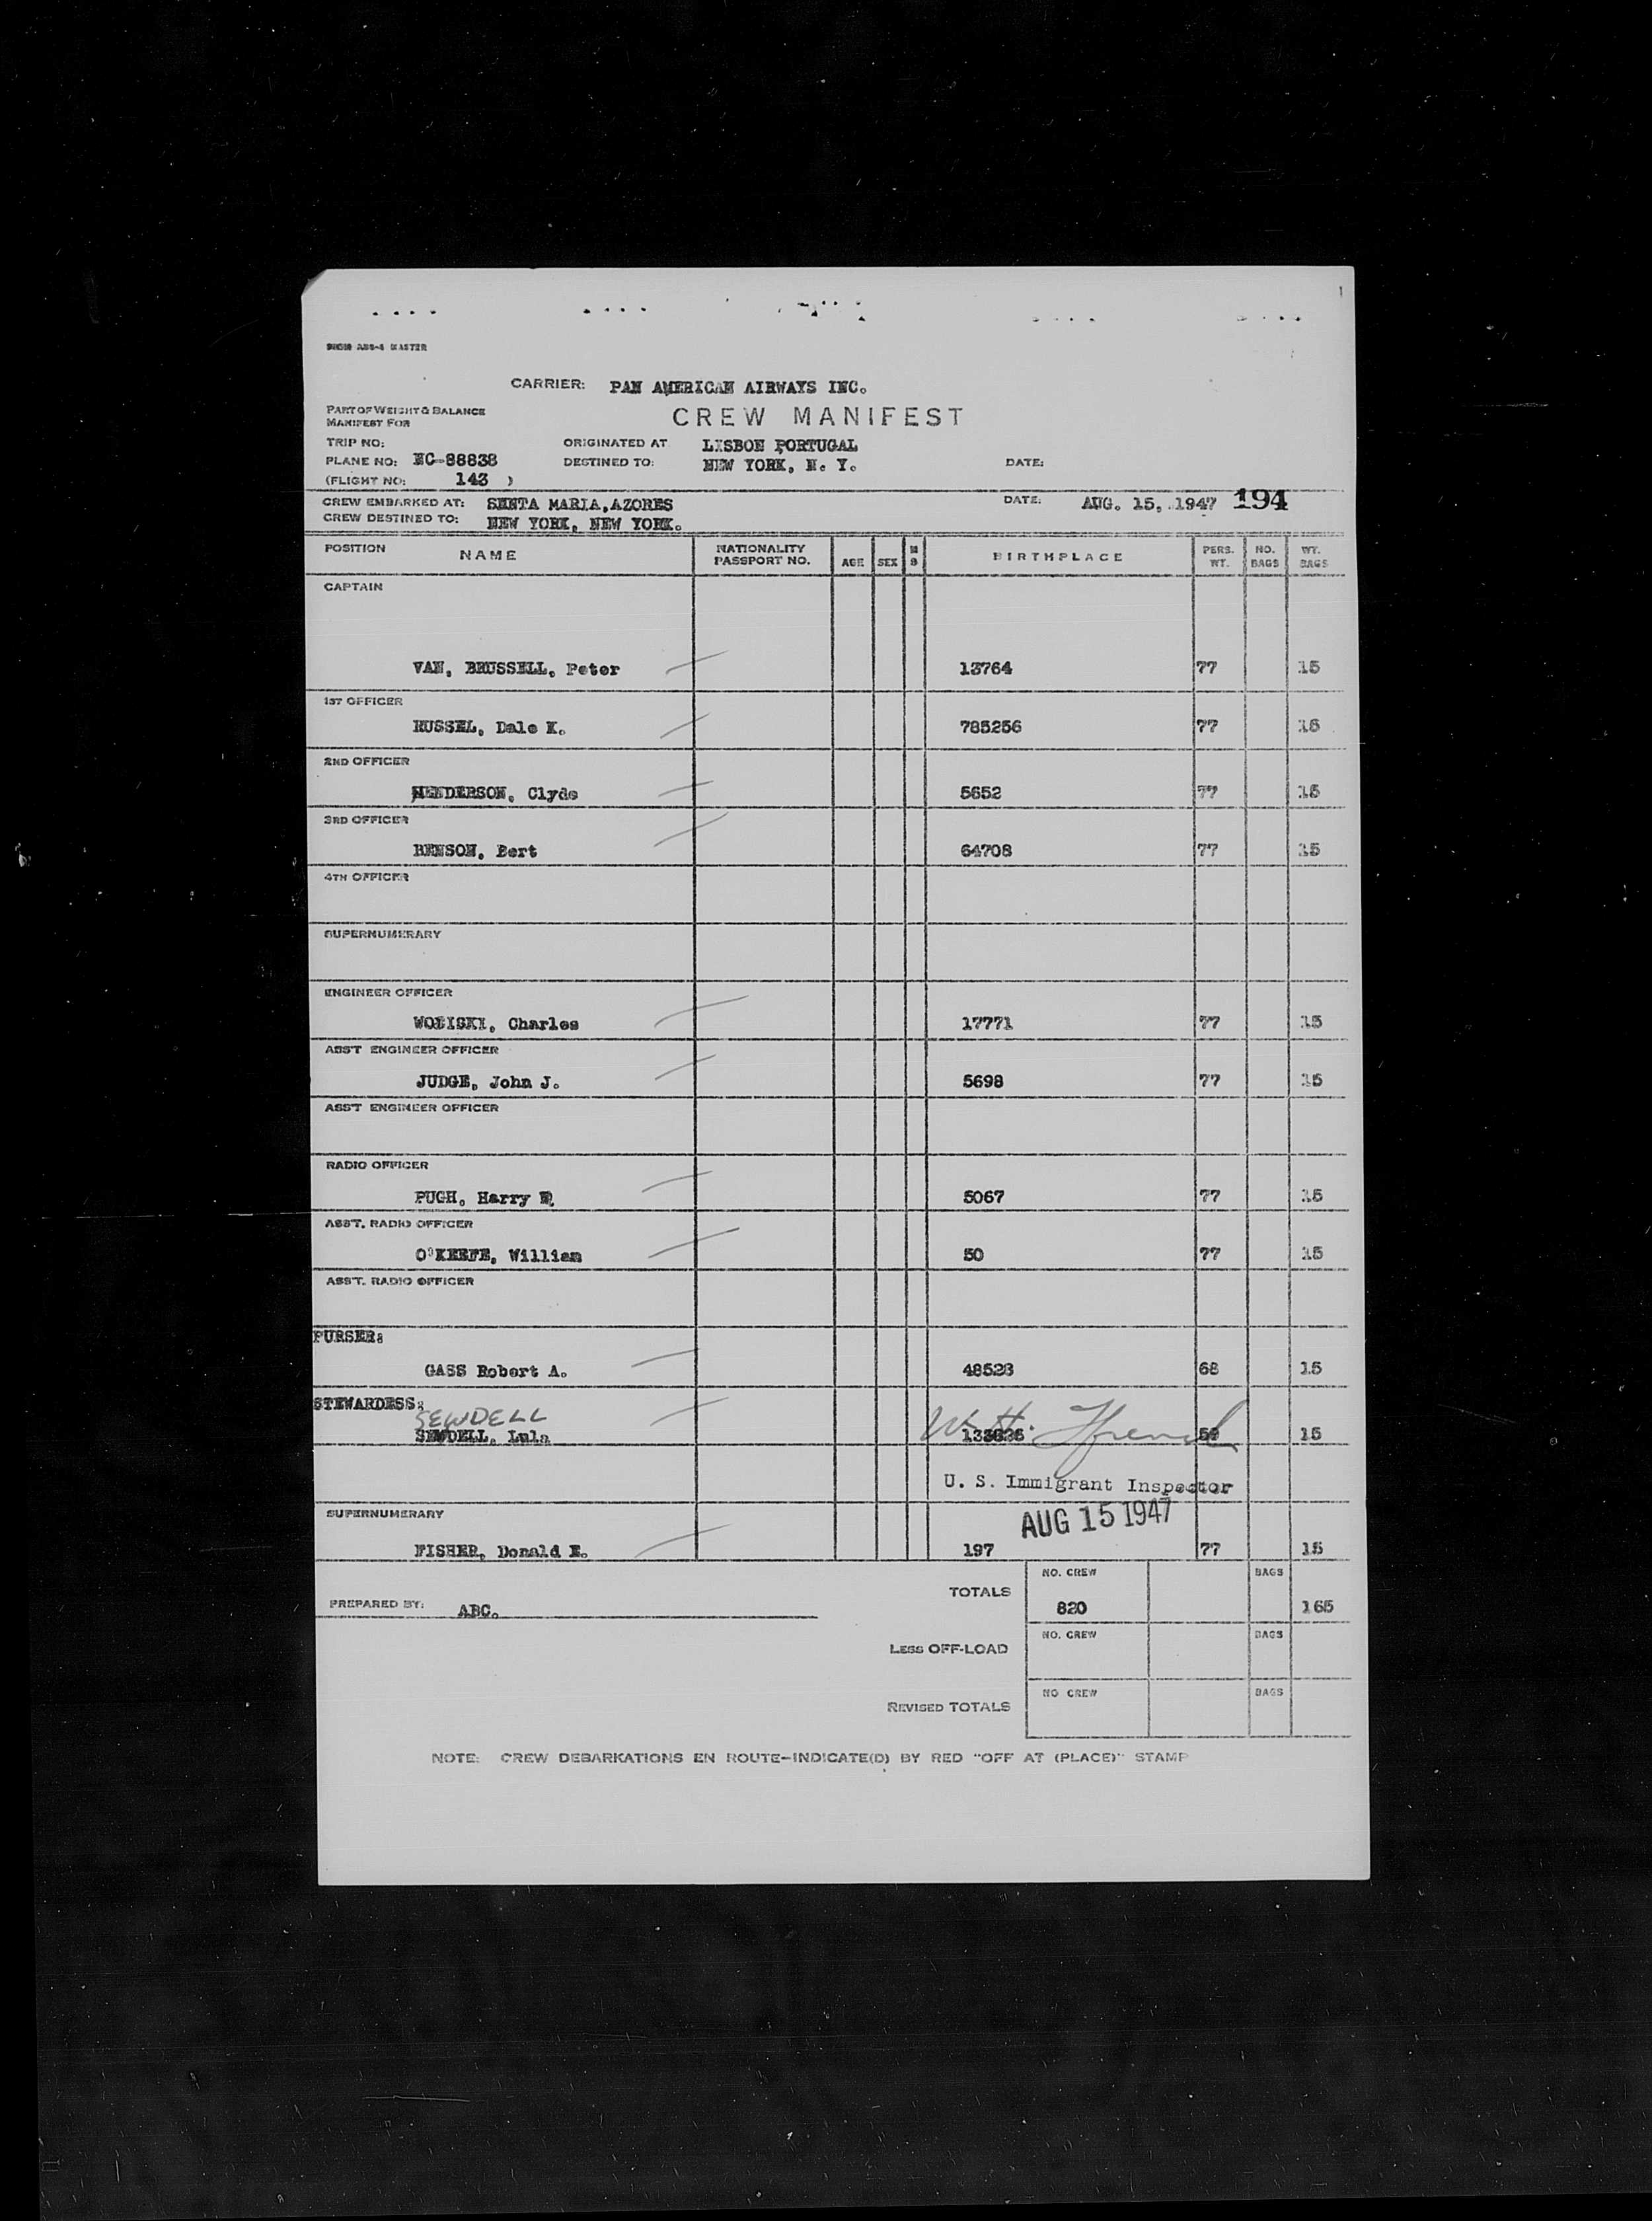 MASTER
CARRIER: PAN AMERICAN AIRWAYS INC.
PART OF WEIGHT & BALANCE
MANIFEST FOR
CREW MANIFEST
TRIP NO: ORIGINATED AT LISBON PORTUGAL
PLANE NO: NC-88838 DESTINED TO: NEW YORK, N. Y. DATE:
(FLIGHT NO: 143 )
CREW EMBARKED AT: SENTA MARIA, AZORES DATE: AUG. 15, 1947 194
CREW DESTINED TO: NEW YORK, NEW YORK.
POSITION NAME NATIONALITY PASSPORT NO. AGE SEX M S BIRTHPLACE PERS. WT. NO. BAGS WT. BAGS
CAPTAIN
VAN, BRUSSELL, Peter 13764 77 15
1ST OFFICER
RUSSEL, Dale K. 785256 77 15
2ND OFFICER
HENDERSON, Clyde 5652 77 15
3RD OFFICER
BENSON, Bert 64708 77 15
4TH OFFICER
SUPERNUMERARY
ENGINEER OFFICER
WOBISKI, Charles 17771 77 15
ASST ENGINEER OFFICER
JUDGE, John J. 5698 77 15
ASST ENGINEER OFFICER
RADIO OFFICER
PUGH, Harry 5067 77 15
ASST. RADIO OFFICER
O'KEEFE, William 50 77 15
ASST. RADIO OFFICER
PURSER:
GASS Robert A. 48523 68 15
STEWARDESS:
SEWDELL
SEWDELL, Lula 59 15
W. H. French
U. S. Immigrant Inspector
SUPERNUMERARY
AUG 15 1947
FISHER, Donald E. 197 77 15
NO. CREW BAGS
TOTALS
PREPARED BY: ABC. 820 165
NO. CREW BAGS
LESS OFF-LOAD
NO CREW BAGS
REVISED TOTALS
NOTE: CREW DEBARKATIONS EN ROUTE—INDICATE(D) BY RED "OFF AT (PLACE)" STAMP